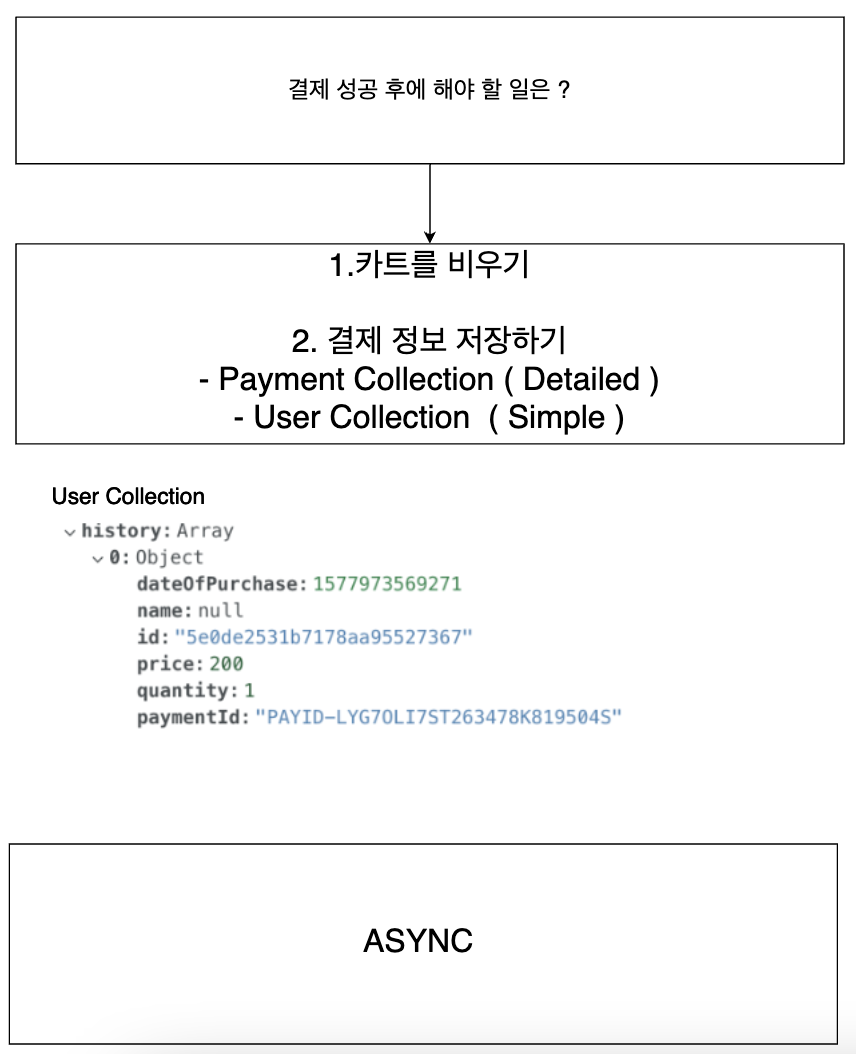 결제 성공 후에 해야 할 일은 ?
1.카트를 비우기
2. 결제 정보 저장하기
- Payment Collection ( Detailed )
- User Collection ( Simple )
User Collection
history: Array
0: Object
dateOfPurchase: 1577973569271
name: null
id: "5e0de2531b7178aa95527367"
price: 200
quantity: 1
paymentId: "PAYID-LYG7OLI7ST263478K819504S"
ASYNC